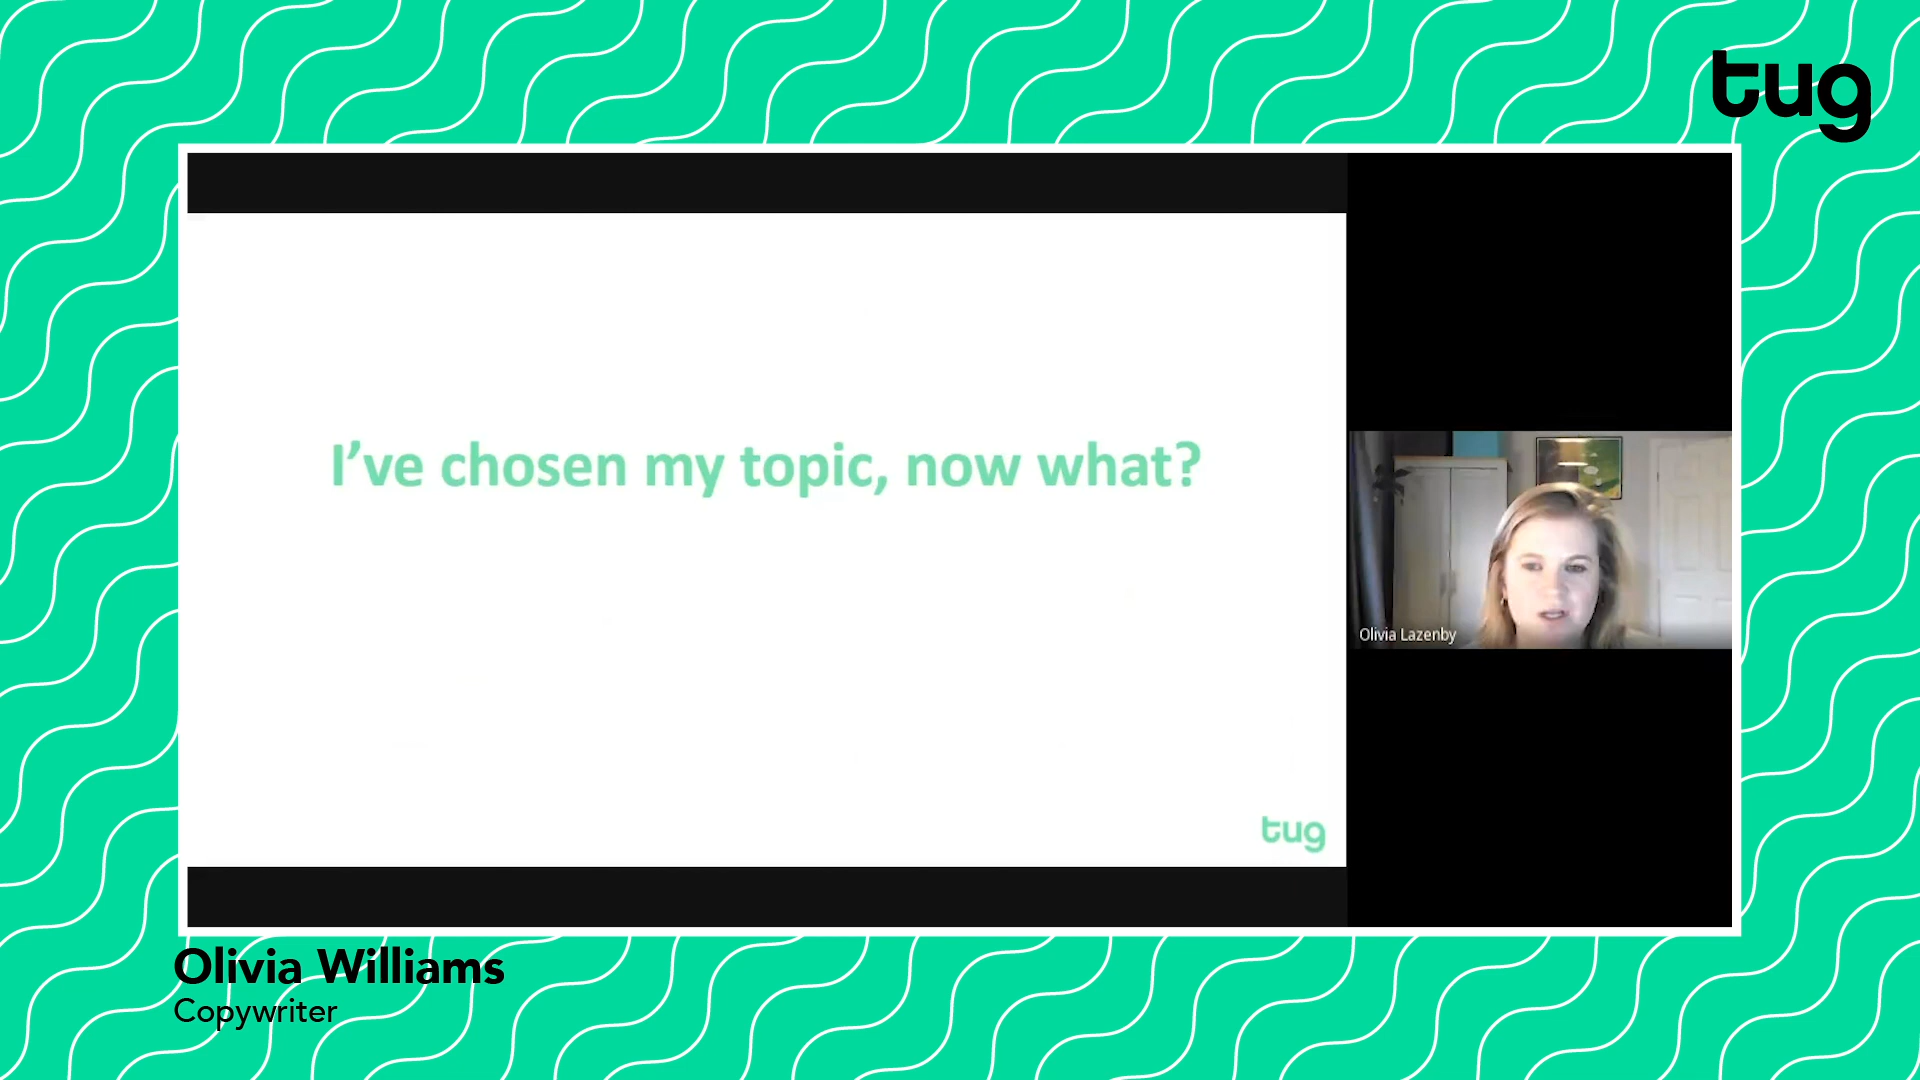 tug
I've chosen my topic, now what?
Olivia Lazenby
tug
Olivia Williams
Copywriter